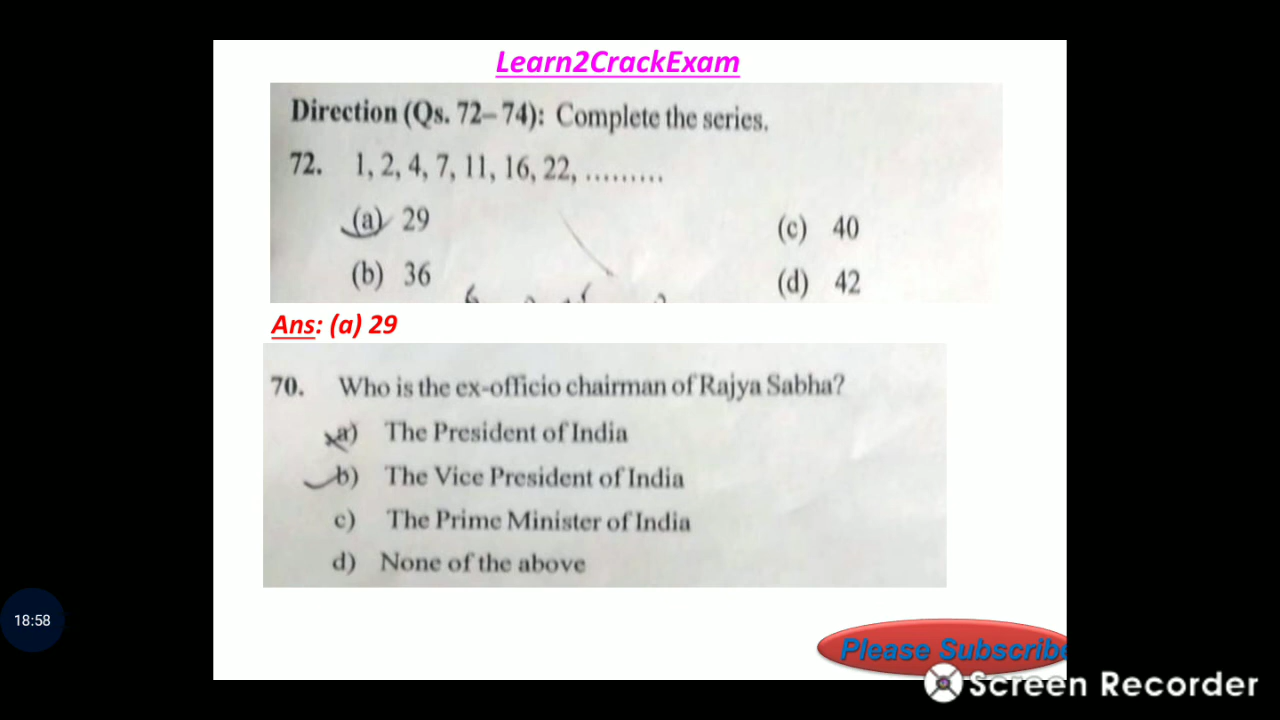 Learn2CrackExam
Direction (Qs. 72–74): Complete the series.
72. 1, 2, 4, 7, 11, 16, 22, .........
(a) 29
(c) 40
(b) 36
(d) 42
Ans: (a) 29
70. Who is the ex-officio chairman of Rajya Sabha?
a) The President of India
b) The Vice President of India
c) The Prime Minister of India
d) None of the above
18:58
Please Subscribe
Screen Recorder